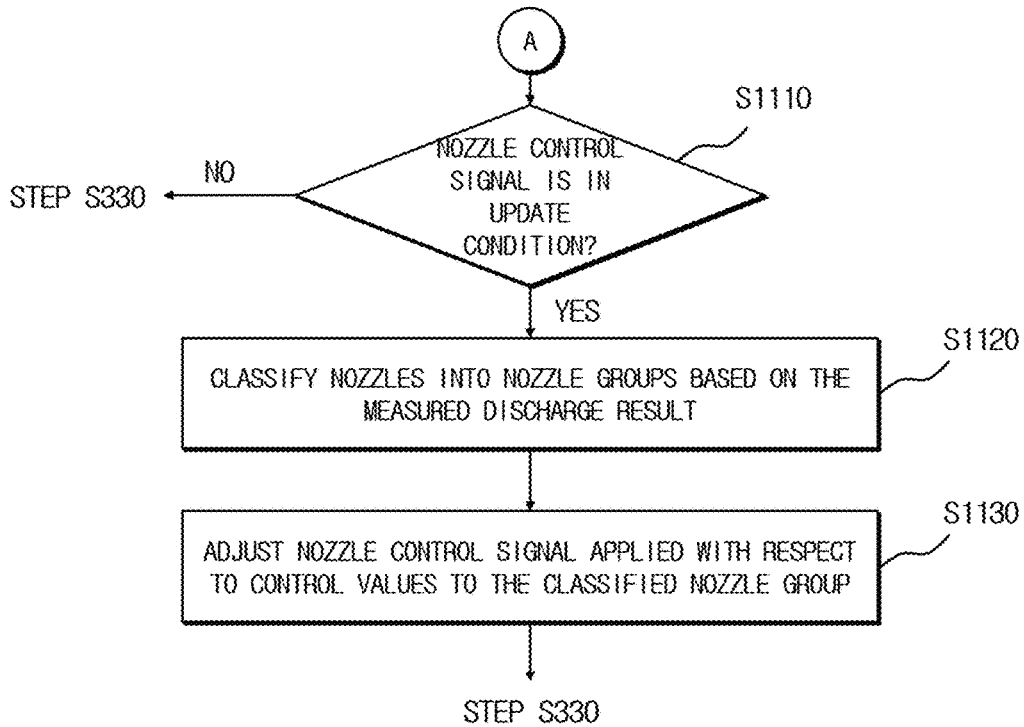 A
S1110
NOZZLE CONTROL
SIGNAL IS IN
UPDATE
CONDITION?
NO
STEP S330
YES
S1120
CLASSIFY NOZZLES INTO NOZZLE GROUPS BASED ON THE
MEASURED DISCHARGE RESULT
S1130
ADJUST NOZZLE CONTROL SIGNAL APPLIED WITH RESPECT
TO CONTROL VALUES TO THE CLASSIFIED NOZZLE GROUP
STEP S330